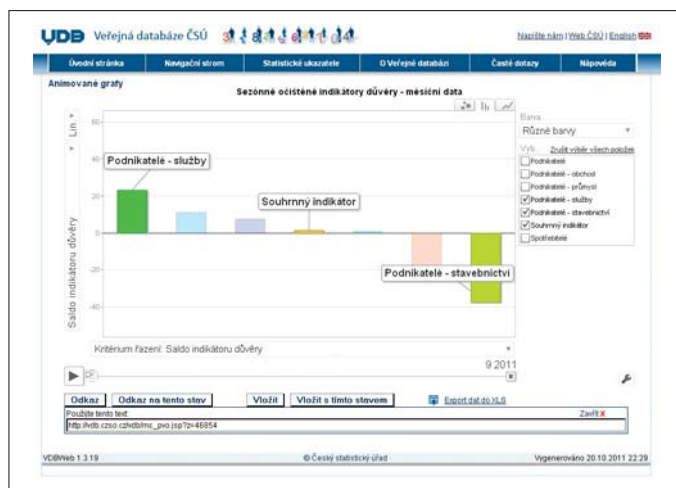 VDB Veřejná databáze ČSÚ
Napište nám | Web ČSÚ | English
Úvodní stránka Navigační strom Statistické ukazatele O Veřejné databázi Časté dotazy Nápověda
Animované grafy
Sezónně očištěné indikátory důvěry - měsíční data
Lin
Saldo indikátoru důvěry
60
40
20
0
-20
-40
Podnikatelé - služby
Souhrnný indikátor
Podnikatelé - stavebnictví
Barva
Různé barvy
Vyb... Zrušit výběr všech položek
Podnikatelé
Podnikatelé - obchod
Podnikatelé - průmysl
Podnikatelé - služby
Podnikatelé - stavebnictví
Souhrnný indikátor
Spotřebitelé
Kritérium řazení: Saldo indikátoru důvěry
9 2011
Odkaz Odkaz na tento stav Vložit Vložit s tímto stavem Export dat do XLS
Použijte tento text: Zavřít X
http://vdb.czso.cz/vdb/mc_pvo.jsp?z=46854
VDBWeb 1.3.19 © Český statistický úřad Vygenerováno 20.10.2011 22:29